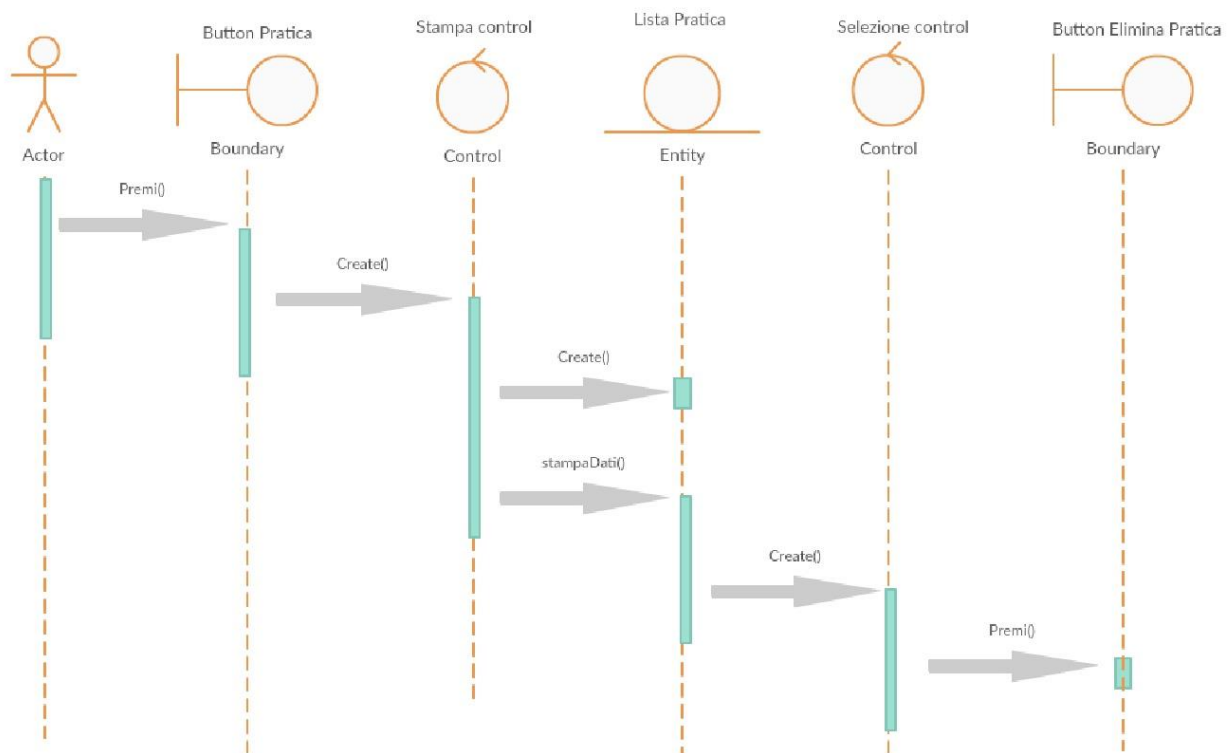 Button Pratica
Stampa control
Lista Pratica
Selezione control
Button Elimina Pratica
Actor
Boundary
Control
Entity
Control
Boundary
Premi()
Create()
Create()
stampaDati()
Create()
Premi()